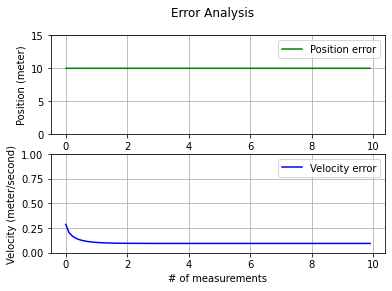 Error Analysis
Position (meter)
15
10
5
0
Position error
0 2 4 6 8 10
Velocity (meter/second)
1.00
0.75
0.50
0.25
0.00
Velocity error
0 2 4 6 8 10
# of measurements